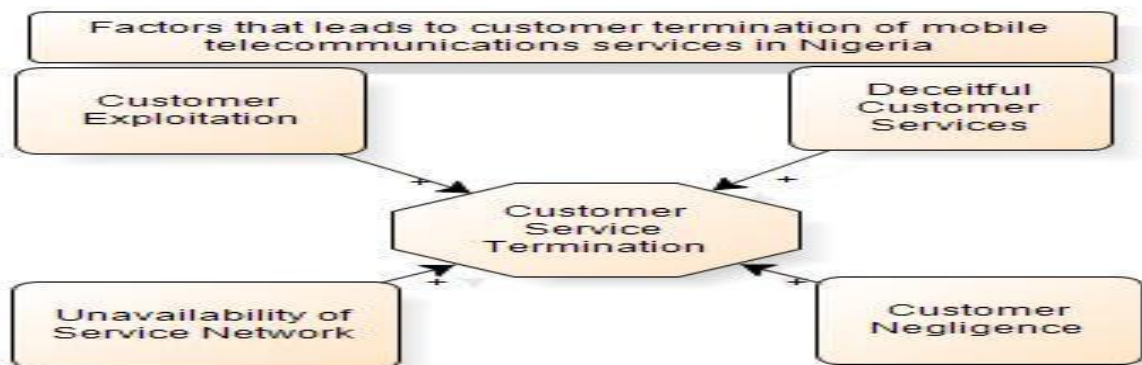 Factors that leads to customer termination of mobile
telecommunications services in Nigeria
Customer
Exploitation
Deceitful
Customer
Services
+
+
Customer
Service
Termination
+
+
Unavailability of
Service Network
Customer
Negligence